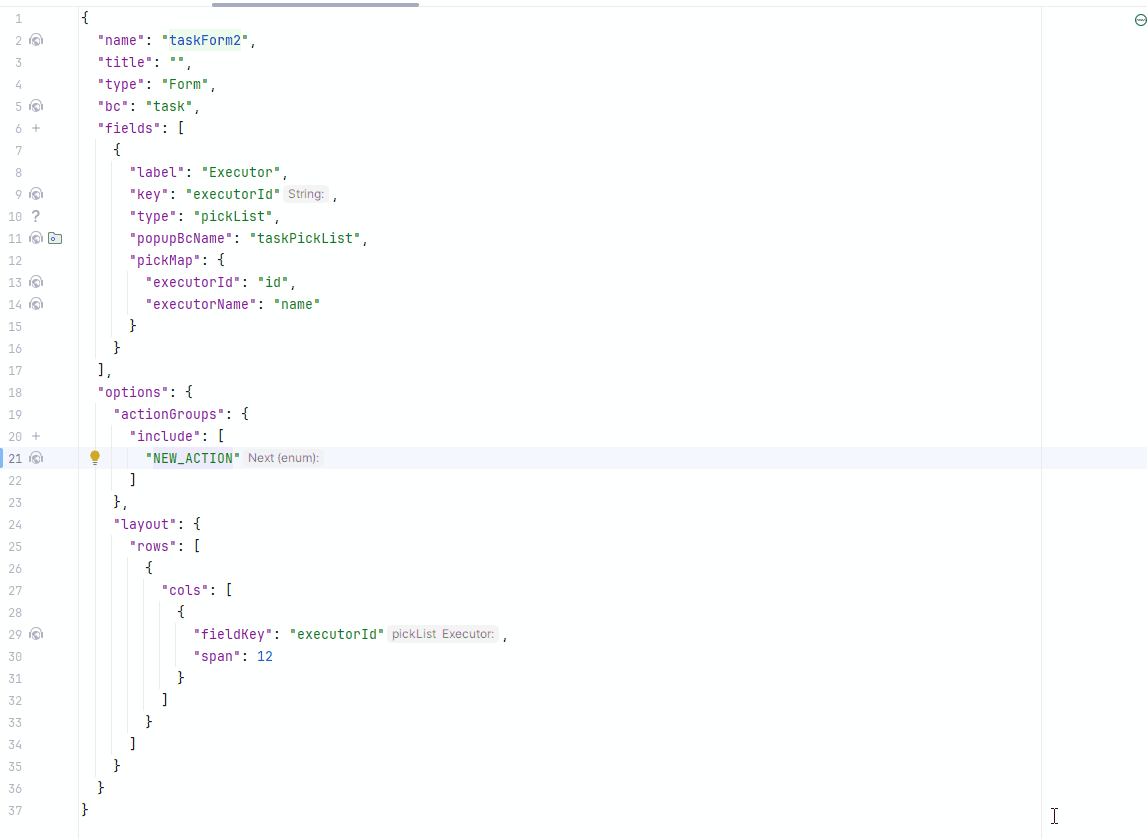 1 {
2 "name": "taskForm2",
3 "title": "",
4 "type": "Form",
5 "bc": "task",
6 + "fields": [
7 {
8 "label": "Executor",
9 "key": "executorId" String: ,
10 ? "type": "pickList",
11 "popupBcName": "taskPickList",
12 "pickMap": {
13 "executorId": "id",
14 "executorName": "name"
15 }
16 }
17 ],
18 "options": {
19 "actionGroups": {
20 + "include": [
21 "NEW_ACTION" Next (enum):
22 ]
23 },
24 "layout": {
25 "rows": [
26 {
27 "cols": [
28 {
29 "fieldKey": "executorId" pickList Executor: ,
30 "span": 12
31 }
32 ]
33 }
34 ]
35 }
36 }
37 }